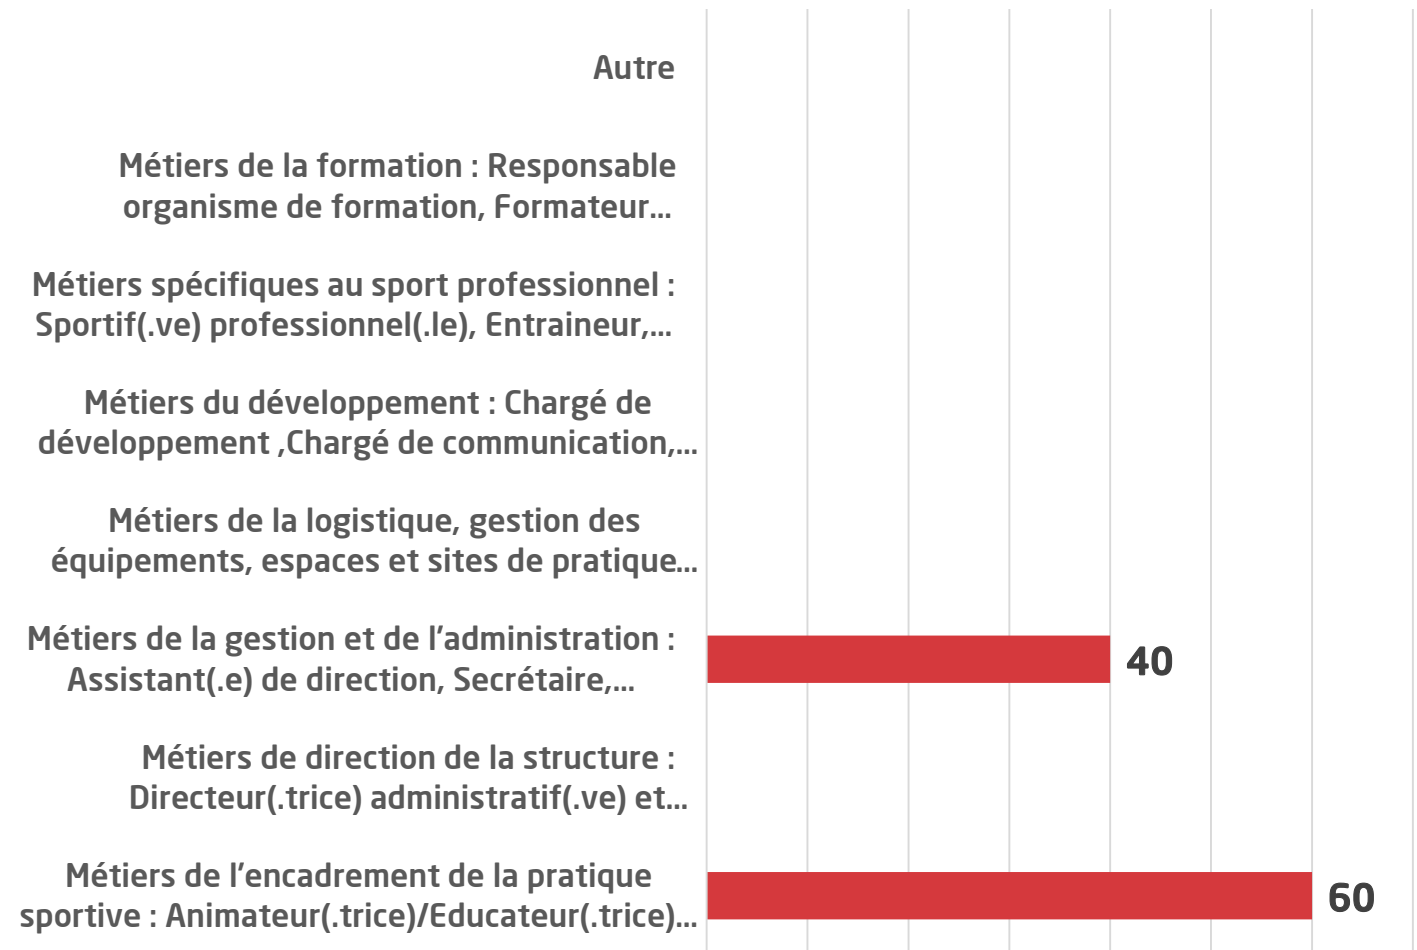 Autre
Métiers de la formation : Responsable
organisme de formation, Formateur...
Métiers spécifiques au sport professionnel :
Sportif(.ve) professionnel(.le), Entraineur,...
Métiers du développement : Chargé de
développement ,Chargé de communication,...
Métiers de la logistique, gestion des
équipements, espaces et sites de pratique...
Métiers de la gestion et de l'administration :
Assistant(.e) de direction, Secrétaire,...
40
Métiers de direction de la structure :
Directeur(.trice) administratif(.ve) et...
Métiers de l'encadrement de la pratique
sportive : Animateur(.trice)/Educateur(.trice)...
60